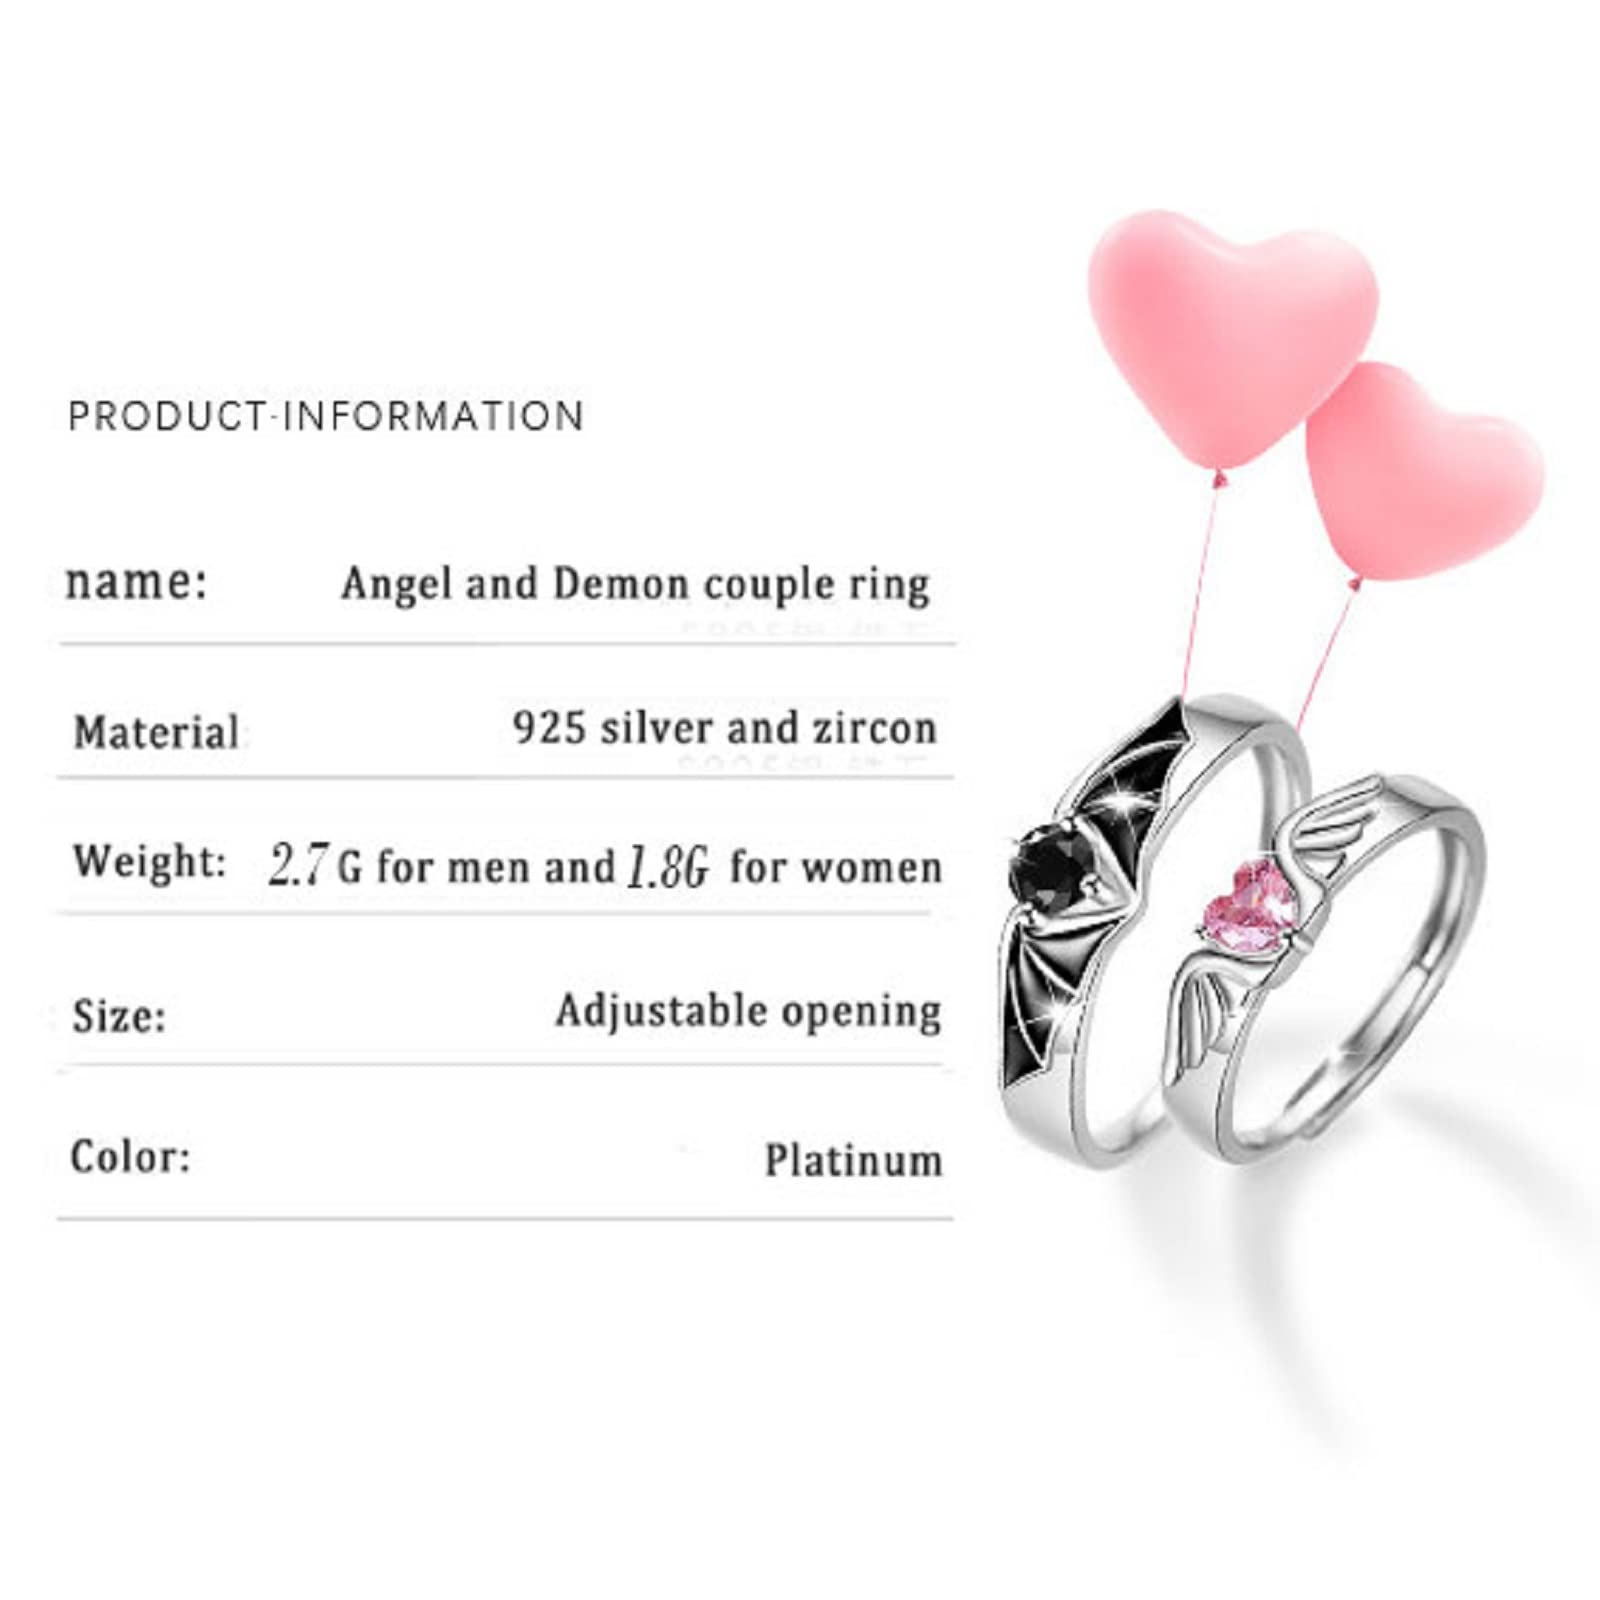 PRODUCT·INFORMATION
name: Angel and Demon couple ring
Material: 925 silver and zircon
Weight: 2.7 G for men and 1.8G for women
Size: Adjustable opening
Color: Platinum